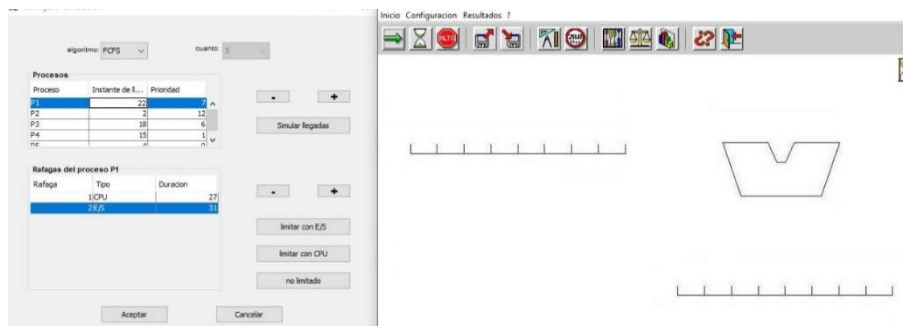 Inicio Configuracion Resultados ?
algoritmo: FCFS cuanto: 3
Procesos
Proceso Instante de ll... Prioridad
P1 22 7
P2 2 12
P3 18 6
P4 15 1
- +
Simular llegadas
ALTO
Rafagas del proceso P1
Rafaga Tipo Duracion
1 CPU 27
2 E/S 31
- +
limitar con E/S
limitar con CPU
no limitado
Aceptar Cancelar